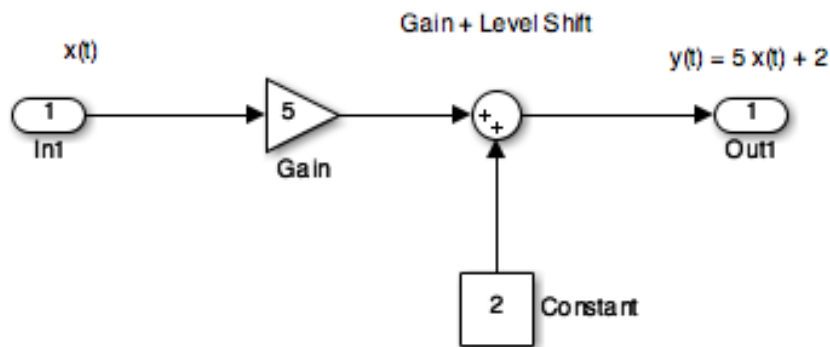 Gain + Level Shift
x(t)
y(t) = 5 x(t) + 2
1
5
++
1
In1
Gain
Out1
2
Constant